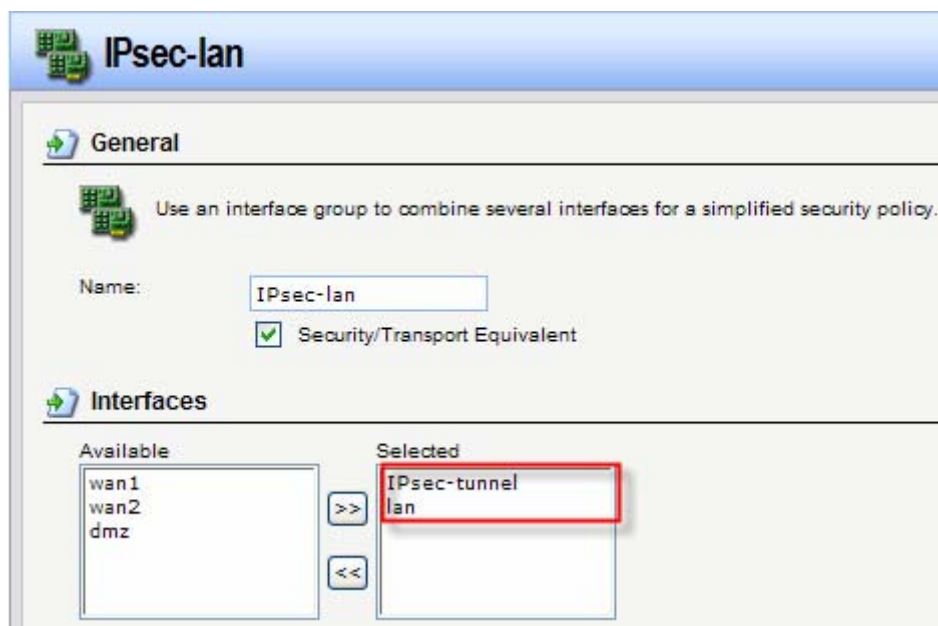 IPsec-lan
General
Use an interface group to combine several interfaces for a simplified security policy.
Name:
IPsec-lan
Security/Transport Equivalent
Interfaces
Available
Selected
wan1
wan2
dmz
>>
<<
IPsec-tunnel
lan